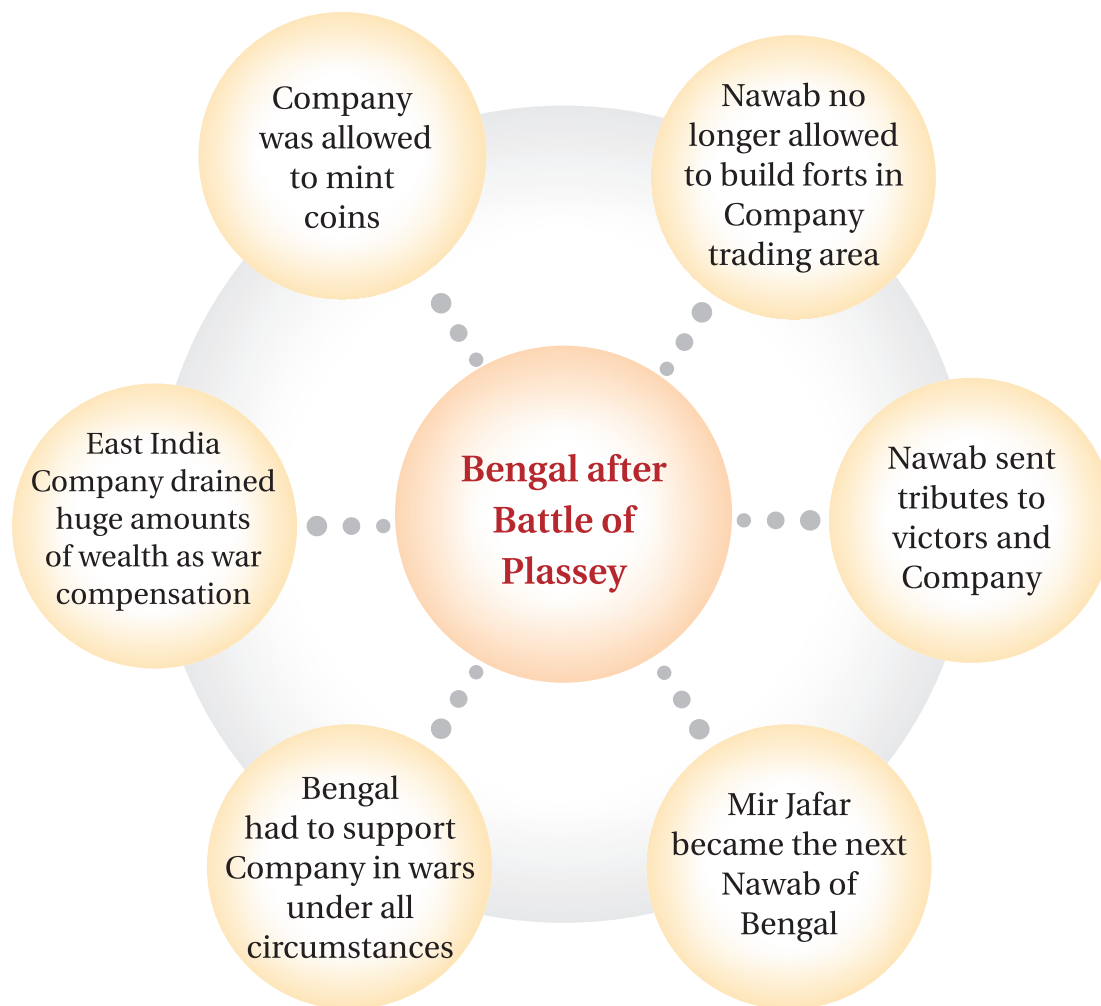 Company
was allowed
to mint
coins
Nawab no
longer allowed
to build forts in
Company
trading area
East India
Company drained
huge amounts
of wealth as war
compensation
Bengal after
Battle of
Plassey
Nawab sent
tributes to
victors and
Company
Bengal
had to support
Company in wars
under all
circumstances
Mir Jafar
became the next
Nawab of
Bengal